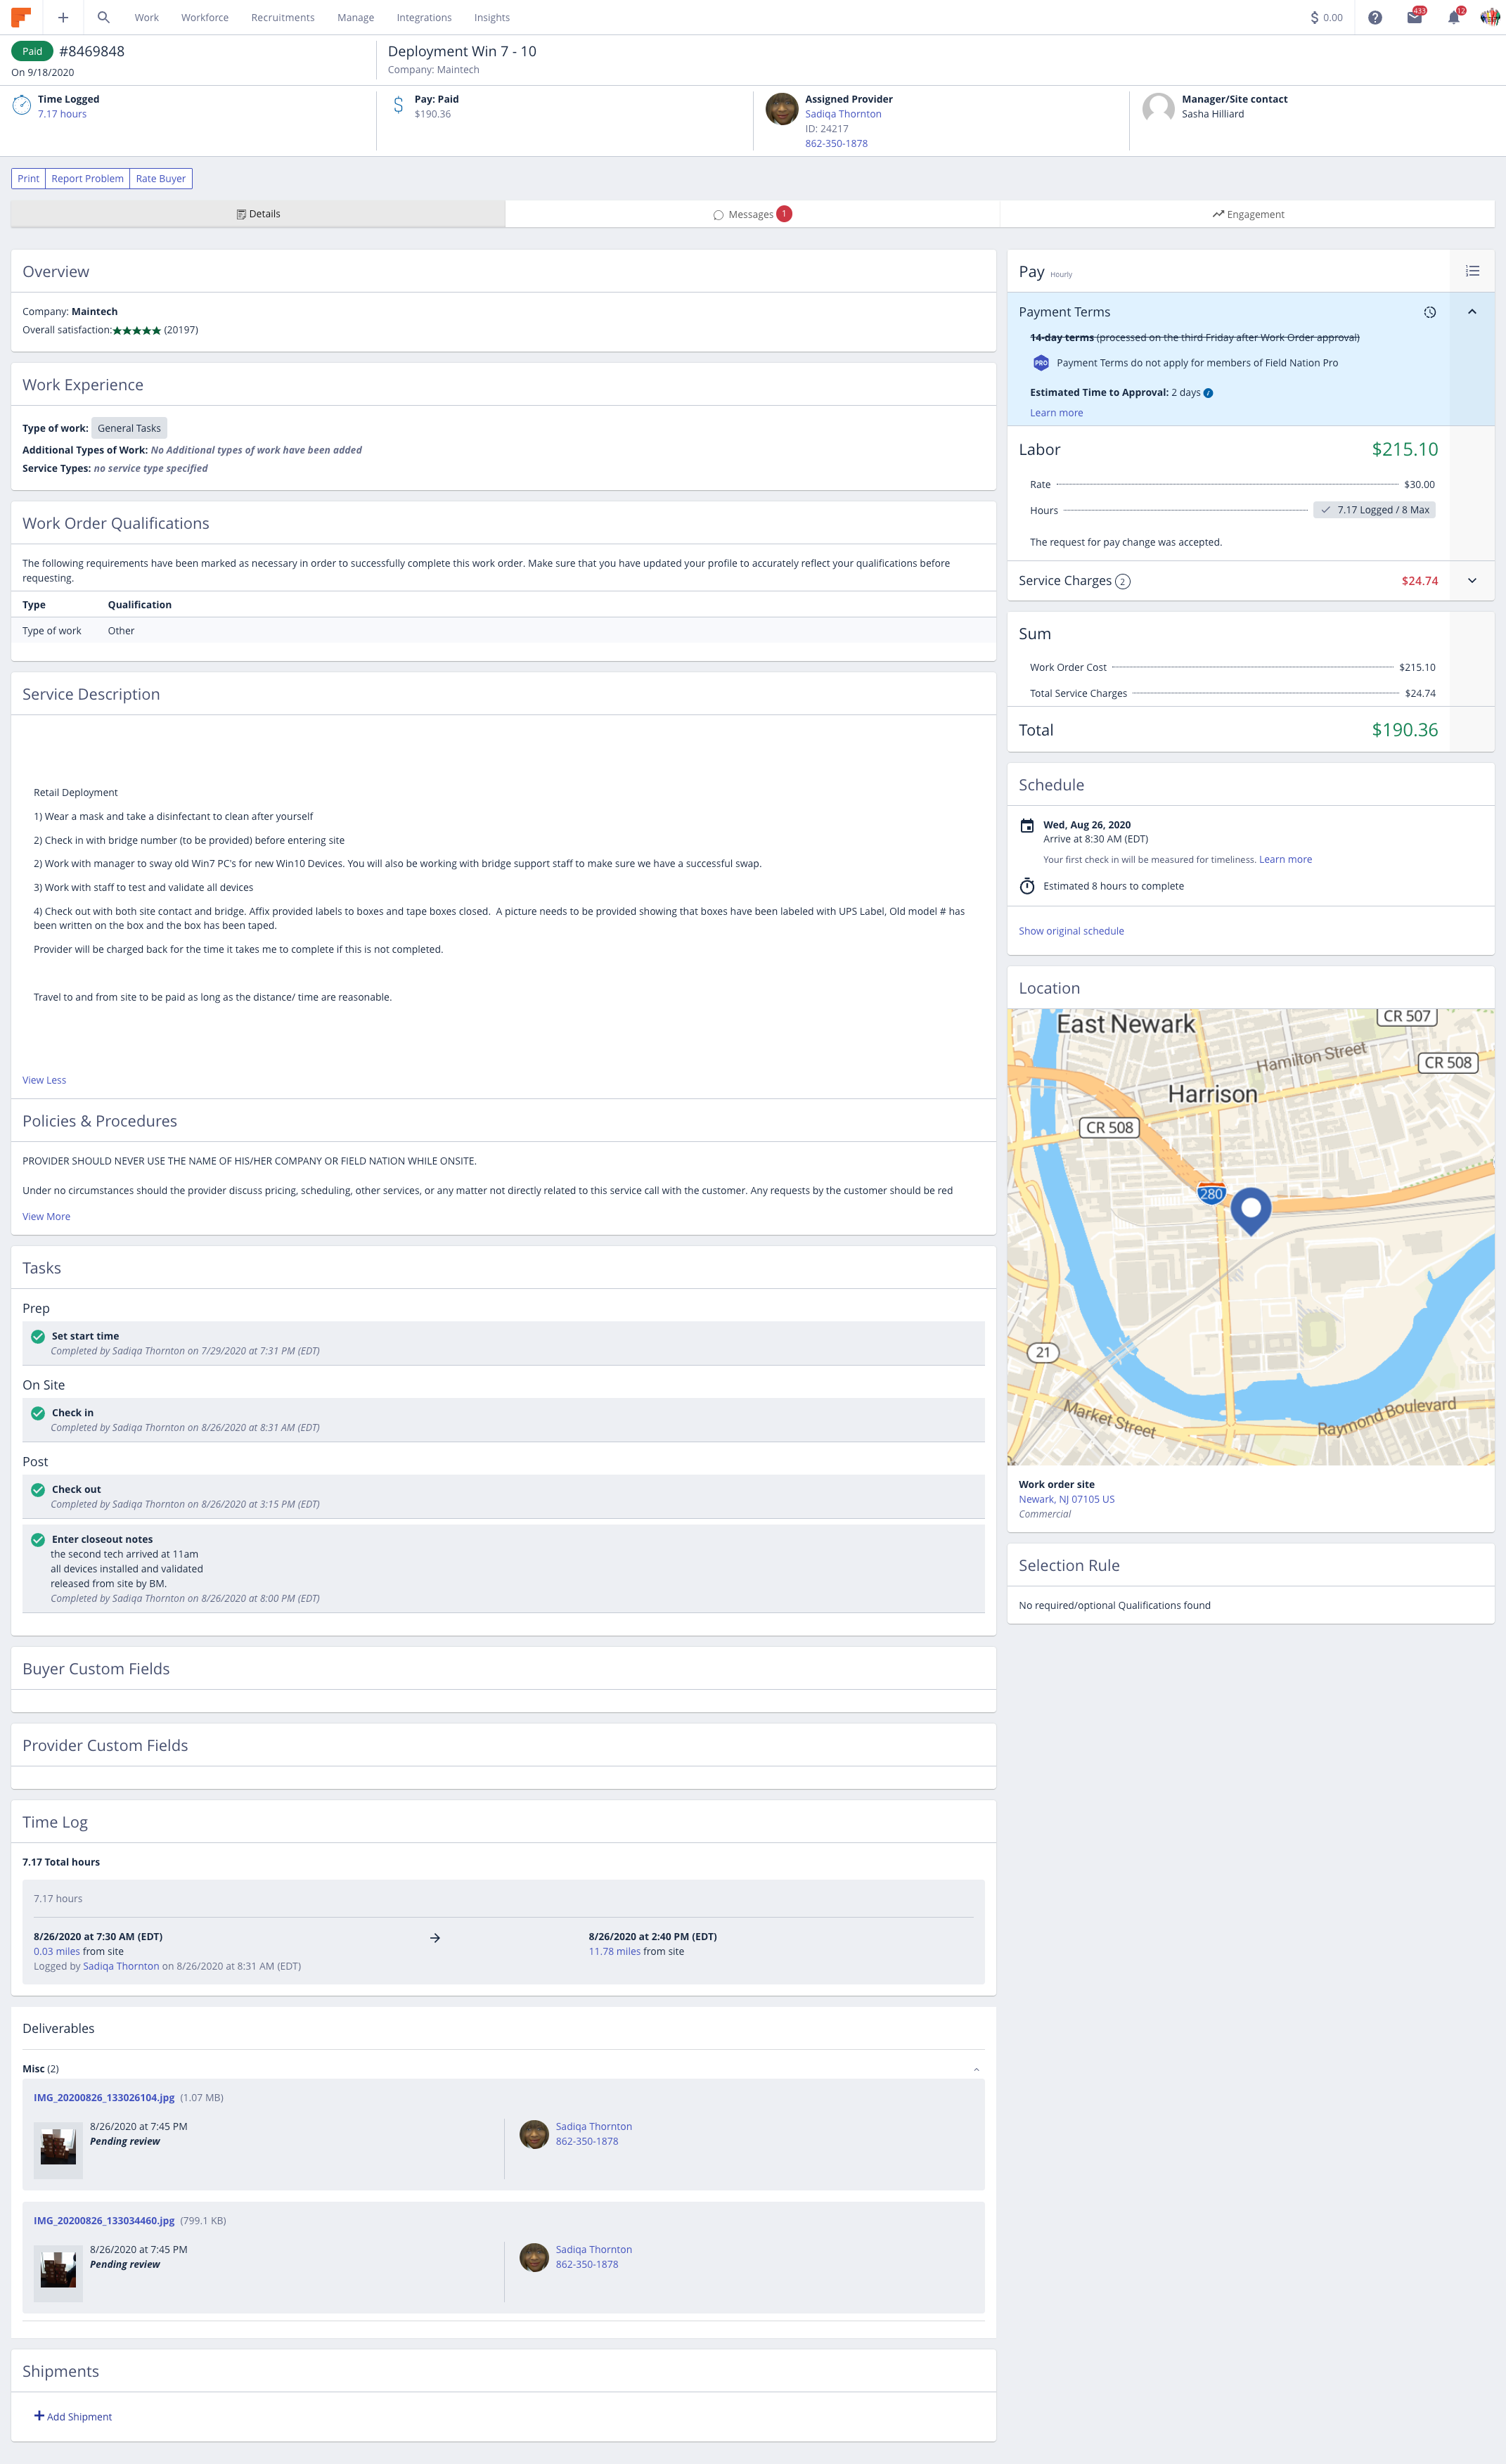 Work Workforce Recruitments Manage Integrations Insights $ 0.00 433 12
Paid #8469848
On 9/18/2020
Deployment Win 7 - 10
Company: Maintech
Time Logged
7.17 hours
Pay: Paid
$190.36
Assigned Provider
Sadiqa Thornton
ID: 24217
862-350-1878
Manager/Site contact
Sasha Hilliard
Print Report Problem Rate Buyer
Details Messages 1 Engagement
Overview
Company: Maintech
Overall satisfaction:★★★★★ (20197)
Work Experience
Type of work: General Tasks
Additional Types of Work: No Additional types of work have been added
Service Types: no service type specified
Work Order Qualifications
The following requirements have been marked as necessary in order to successfully complete this work order. Make sure that you have updated your profile to accurately reflect your qualifications before
requesting.
Type Qualification
Type of work Other
Service Description
Retail Deployment
1) Wear a mask and take a disinfectant to clean after yourself
2) Check in with bridge number (to be provided) before entering site
2) Work with manager to sway old Win7 PC's for new Win10 Devices. You will also be working with bridge support staff to make sure we have a successful swap.
3) Work with staff to test and validate all devices
4) Check out with both site contact and bridge. Affix provided labels to boxes and tape boxes closed. A picture needs to be provided showing that boxes have been labeled with UPS Label, Old model # has
been written on the box and the box has been taped.
Provider will be charged back for the time it takes me to complete if this is not completed.
Travel to and from site to be paid as long as the distance/ time are reasonable.
View Less
Policies & Procedures
PROVIDER SHOULD NEVER USE THE NAME OF HIS/HER COMPANY OR FIELD NATION WHILE ONSITE.
Under no circumstances should the provider discuss pricing, scheduling, other services, or any matter not directly related to this service call with the customer. Any requests by the customer should be red
View More
Tasks
Prep
Set start time
Completed by Sadiqa Thornton on 7/29/2020 at 7:31 PM (EDT)
On Site
Check in
Completed by Sadiqa Thornton on 8/26/2020 at 8:31 AM (EDT)
Post
Check out
Completed by Sadiqa Thornton on 8/26/2020 at 3:15 PM (EDT)
Enter closeout notes
the second tech arrived at 11am
all devices installed and validated
released from site by BM.
Completed by Sadiqa Thornton on 8/26/2020 at 8:00 PM (EDT)
Buyer Custom Fields
Provider Custom Fields
Time Log
7.17 Total hours
7.17 hours
8/26/2020 at 7:30 AM (EDT)
0.03 miles from site
Logged by Sadiqa Thornton on 8/26/2020 at 8:31 AM (EDT)
8/26/2020 at 2:40 PM (EDT)
11.78 miles from site
Deliverables
Misc (2)
IMG_20200826_133026104.jpg (1.07 MB)
8/26/2020 at 7:45 PM
Pending review
Sadiqa Thornton
862-350-1878
IMG_20200826_133034460.jpg (799.1 KB)
8/26/2020 at 7:45 PM
Pending review
Sadiqa Thornton
862-350-1878
Shipments
Add Shipment
Pay Hourly
Payment Terms
14-day terms (processed on the third Friday after Work Order approval)
PRO Payment Terms do not apply for members of Field Nation Pro
Estimated Time to Approval: 2 days
Learn more
Labor $215.10
Rate $30.00
Hours 7.17 Logged / 8 Max
The request for pay change was accepted.
Service Charges 2 $24.74
Sum
Work Order Cost $215.10
Total Service Charges $24.74
Total $190.36
Schedule
Wed, Aug 26, 2020
Arrive at 8:30 AM (EDT)
Your first check in will be measured for timeliness. Learn more
Estimated 8 hours to complete
Show original schedule
Location
CR 507
East Newark
Hamilton Street
CR 508
Harrison
CR 508
280
21
Market Street
Raymond Boulevard
Work order site
Newark, NJ 07105 US
Commercial
Selection Rule
No required/optional Qualifications found